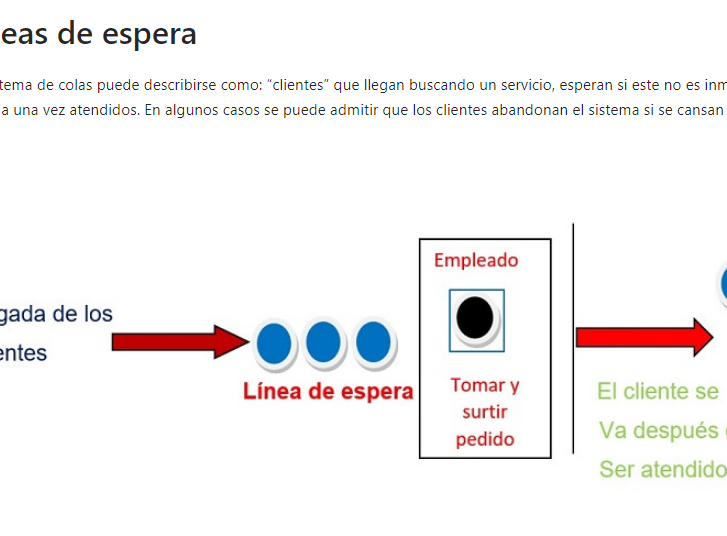 eas de espera
tema de colas puede describirse como: “clientes” que llegan buscando un servicio, esperan si este no es inm
a una vez atendidos. En algunos casos se puede admitir que los clientes abandonan el sistema si se cansan
Empleado
gada de los
entes
Línea de espera
Tomar y
surtir
pedido
El cliente se
Va después
Ser atendido